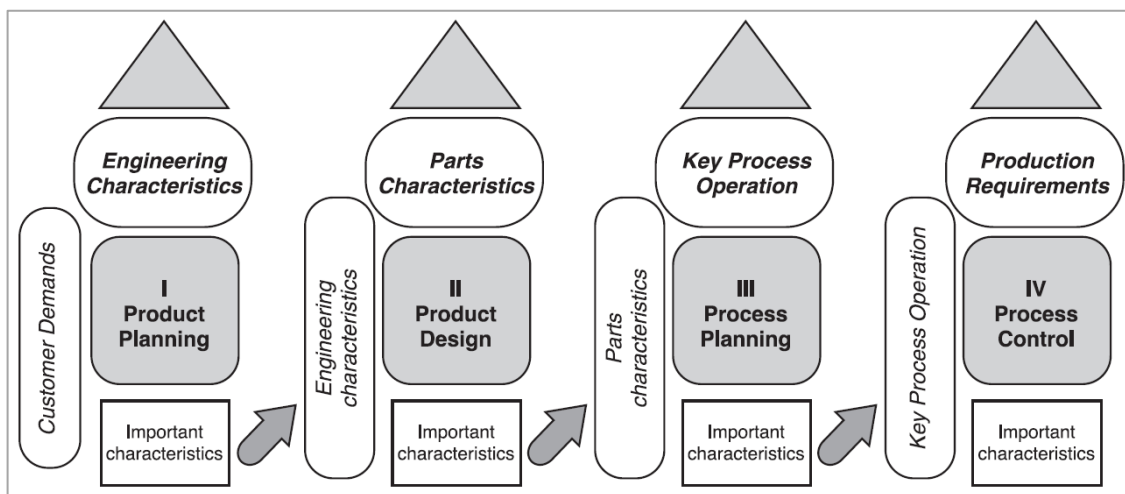 Engineering
Characteristics
Parts
Characteristics
Key Process
Operation
Production
Requirements
Customer Demands
I
Product
Planning
Engineering
characteristics
II
Product
Design
Parts
characteristics
III
Process
Planning
Key Process Operation
IV
Process
Control
Important
characteristics
Important
characteristics
Important
characteristics
Important
characteristics